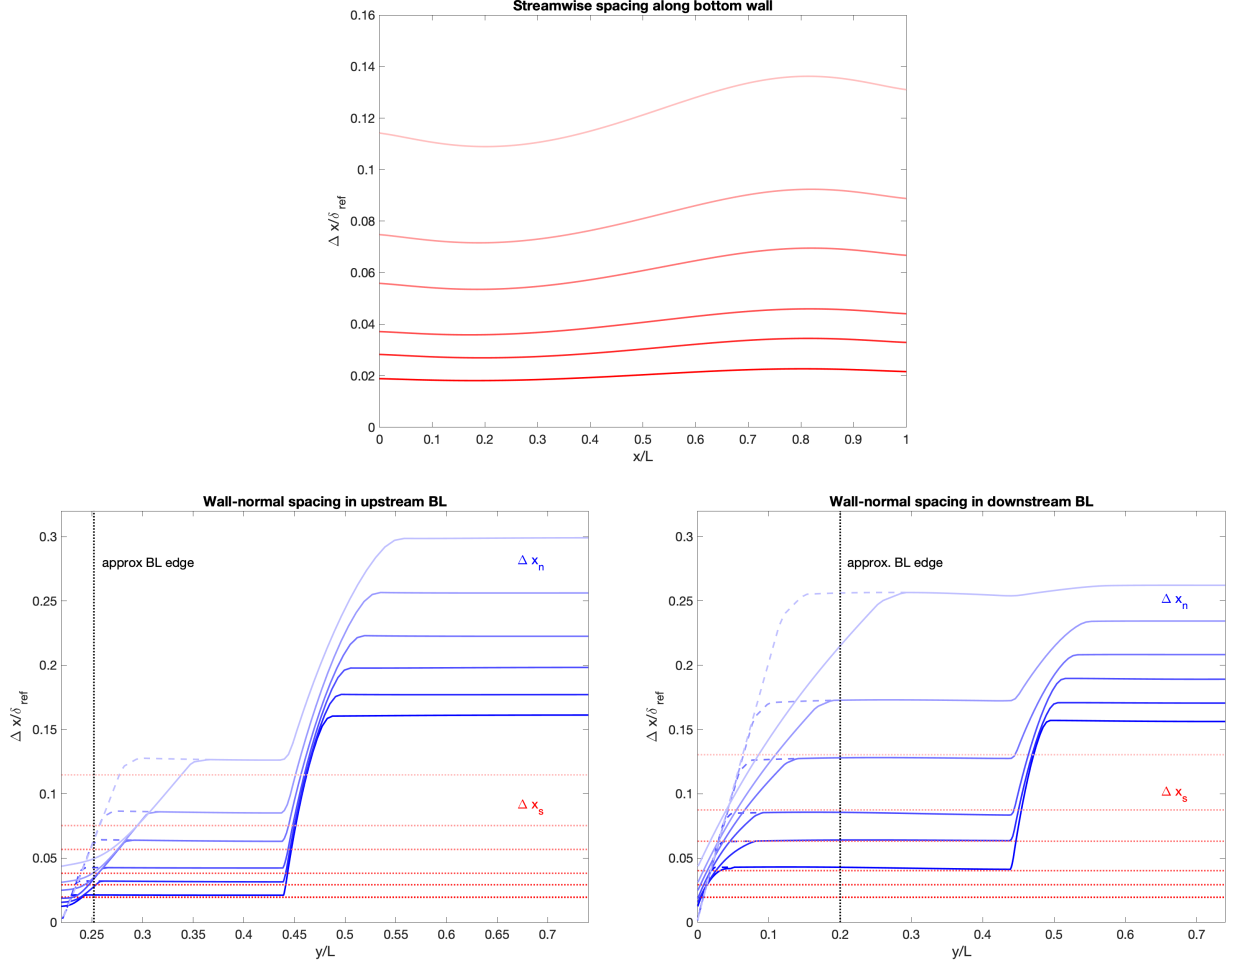 Streamwise spacing along bottom wall
0.16
0.14
0.12
0.1
0.08
0.06
0.04
0.02
0
Δ x/δ ref
0 0.1 0.2 0.3 0.4 0.5 0.6 0.7 0.8 0.9 1
x/L
Wall-normal spacing in upstream BL
0.3
0.25
0.2
0.15
0.1
0.05
0
Δ x/δ ref
approx BL edge
Δ xn
Δ xs
0.25 0.3 0.35 0.4 0.45 0.5 0.55 0.6 0.65 0.7
y/L
Wall-normal spacing in downstream BL
0.3
0.25
0.2
0.15
0.1
0.05
0
Δ x/δ ref
approx. BL edge
Δ xn
Δ xs
0 0.1 0.2 0.3 0.4 0.5 0.6 0.7
y/L